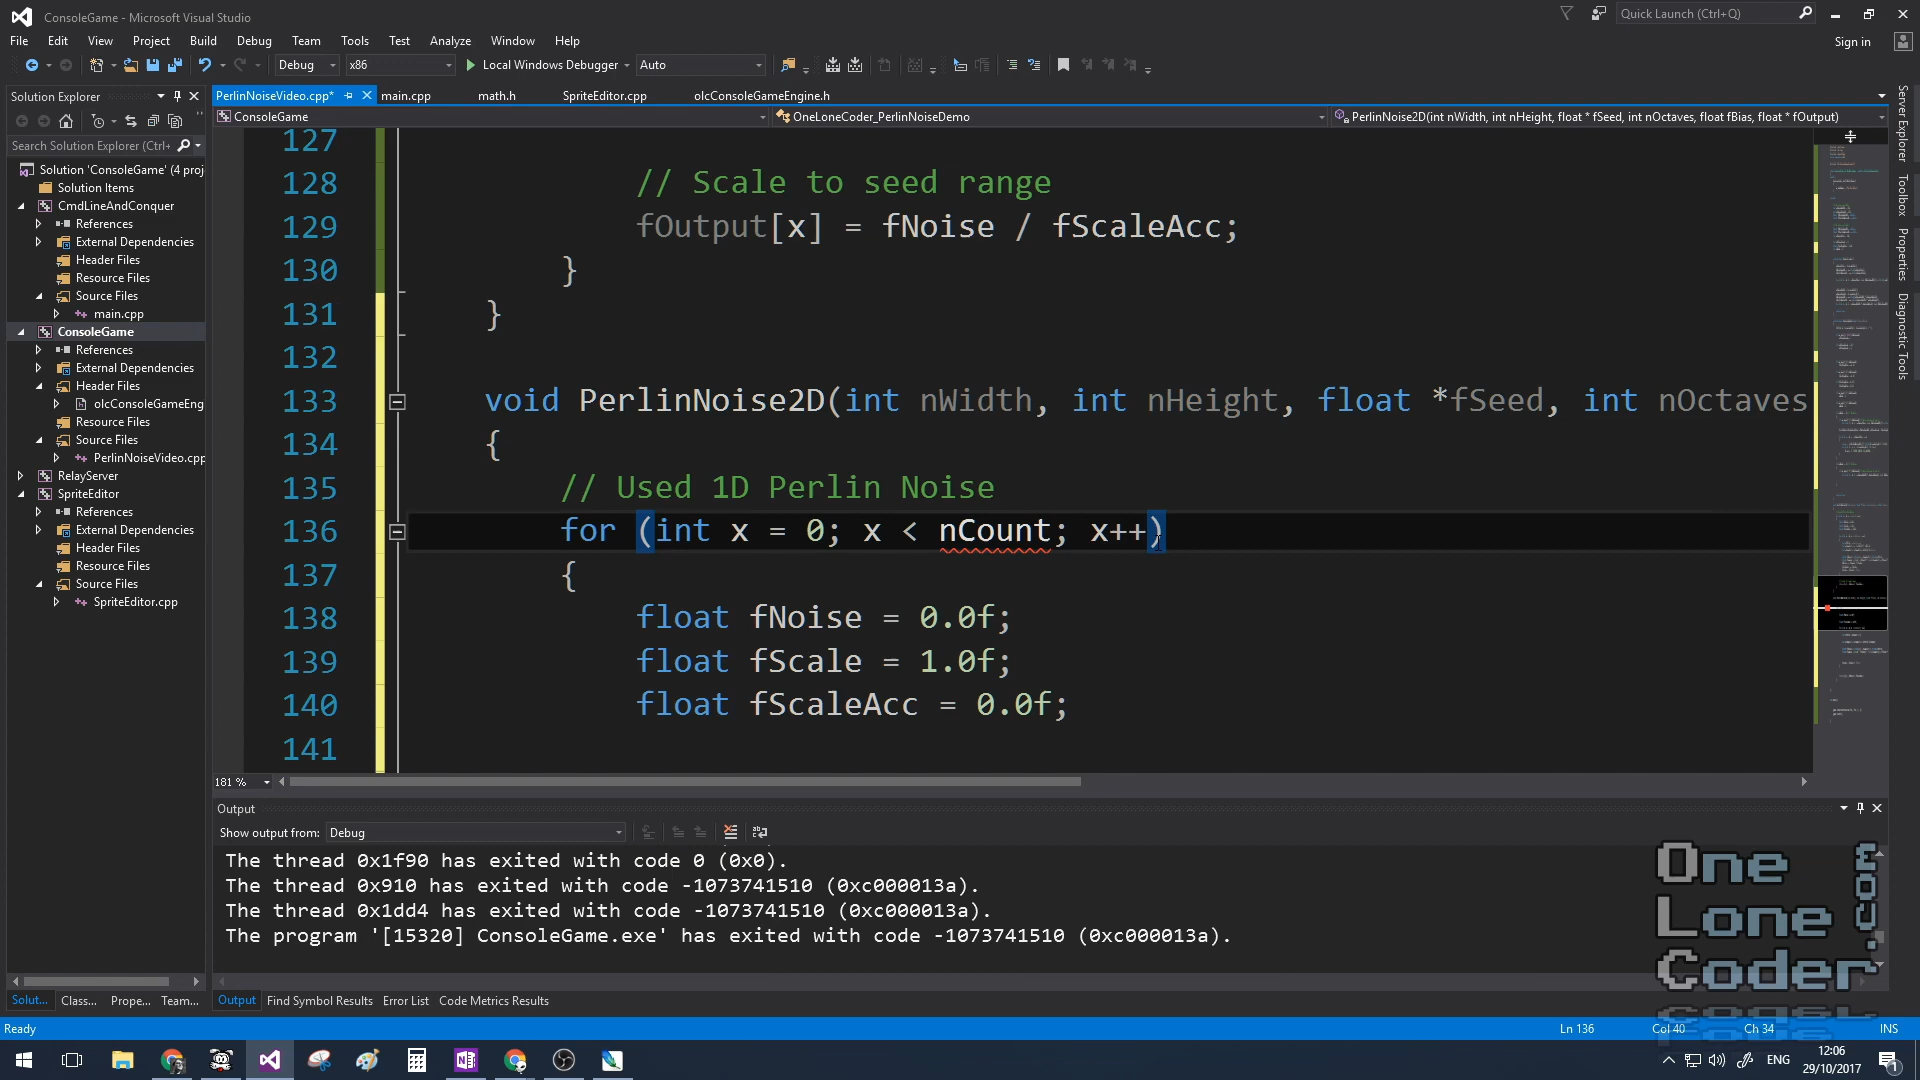 ConsoleGame - Microsoft Visual Studio
Quick Launch (Ctrl+Q)
File Edit View Project Build Debug Team Tools Test Analyze Window Help
Sign in
Debug x86 Local Windows Debugger Auto
Solution Explorer
PerlinNoiseVideo.cpp* main.cpp math.h SpriteEditor.cpp olcConsoleGameEngine.h
ConsoleGame OneLoneCoder_PerlinNoiseDemo PerlinNoise2D(int nWidth, int nHeight, float * fSeed, int nOctaves, float fBias, float * fOutput)
Search Solution Explorer (Ctrl+
Solution 'ConsoleGame' (4 proj
Solution Items
CmdLineAndConquer
References
External Dependencies
Header Files
Resource Files
Source Files
main.cpp
ConsoleGame
References
External Dependencies
Header Files
olcConsoleGameEng
Resource Files
Source Files
PerlinNoiseVideo.cpp
RelayServer
SpriteEditor
References
External Dependencies
Header Files
Resource Files
Source Files
SpriteEditor.cpp
Solut... Class... Prope... Team...
127
128 // Scale to seed range
129 fOutput[x] = fNoise / fScaleAcc;
130 }
131 }
132
133 void PerlinNoise2D(int nWidth, int nHeight, float *fSeed, int nOctaves
134 {
135 // Used 1D Perlin Noise
136 for (int x = 0; x < nCount; x++)
137 {
138 float fNoise = 0.0f;
139 float fScale = 1.0f;
140 float fScaleAcc = 0.0f;
141
181 %
Server Explorer
Toolbox
Properties
Diagnostic Tools
Output
Show output from: Debug
The thread 0x1f90 has exited with code 0 (0x0).
The thread 0x910 has exited with code -1073741510 (0xc000013a).
The thread 0x1dd4 has exited with code -1073741510 (0xc000013a).
The program '[15320] ConsoleGame.exe' has exited with code -1073741510 (0xc000013a).
Output Find Symbol Results Error List Code Metrics Results
One
Lone
Coder
.com
Ready Ln 136 Col 40 Ch 34 INS
ENG
12:06
29/10/2017
1